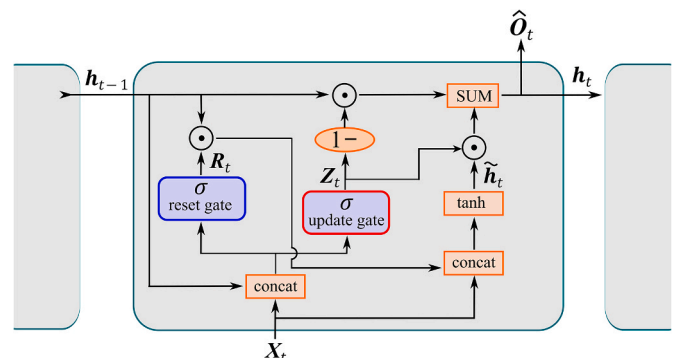 Ô_t
h_{t−1}
h_t
SUM
1−
R_t
Z_t
h̃_t
σ
reset gate
σ
update gate
tanh
concat
concat
X_t